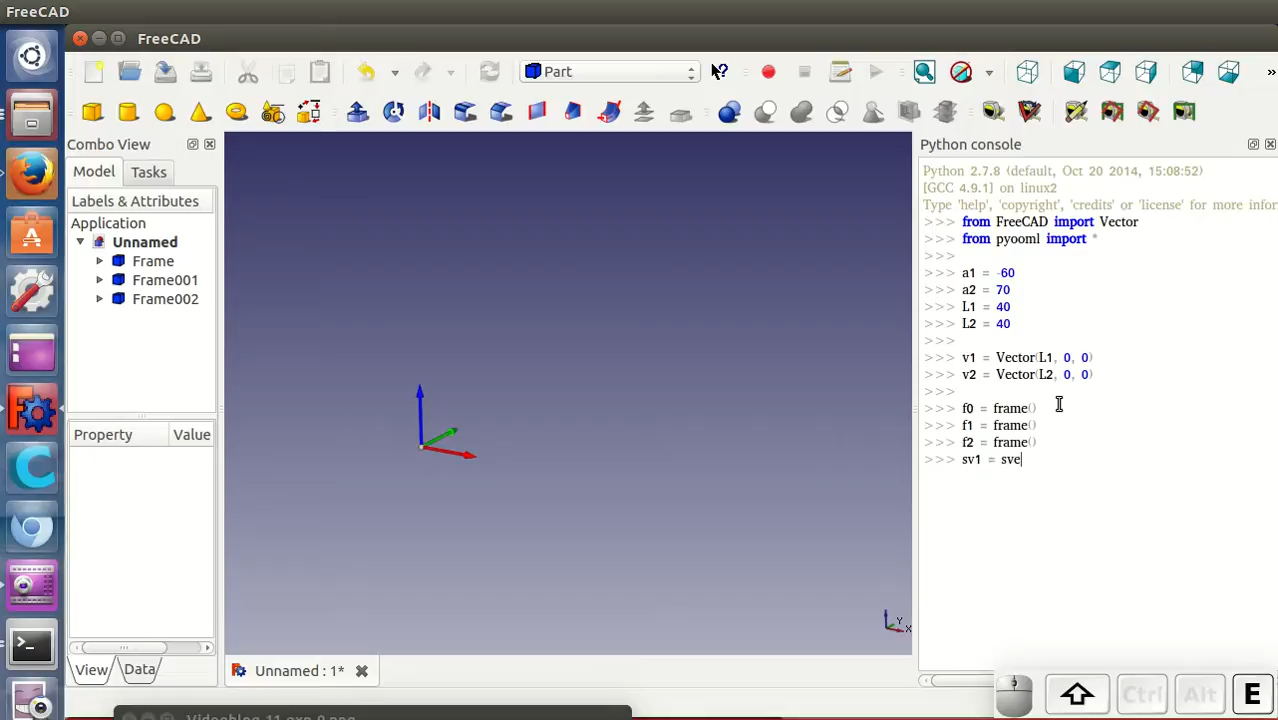 FreeCAD
FreeCAD
Part
»
Combo View
Model
Tasks
Labels & Attributes
Application
Unnamed
Frame
Frame001
Frame002
Property
Value
View
Data
Y
X
Unnamed : 1*
Python console
Python 2.7.8 (default, Oct 20 2014, 15:08:52)
[GCC 4.9.1] on linux2
Type 'help', 'copyright', 'credits' or 'license' for more infor
>>> from FreeCAD import Vector
>>> from pyooml import *
>>>
>>> a1 = -60
>>> a2 = 70
>>> L1 = 40
>>> L2 = 40
>>>
>>> v1 = Vector(L1, 0, 0)
>>> v2 = Vector(L2, 0, 0)
>>>
>>> f0 = frame()
>>> f1 = frame()
>>> f2 = frame()
>>> sv1 = sve
Ctrl
Alt
E